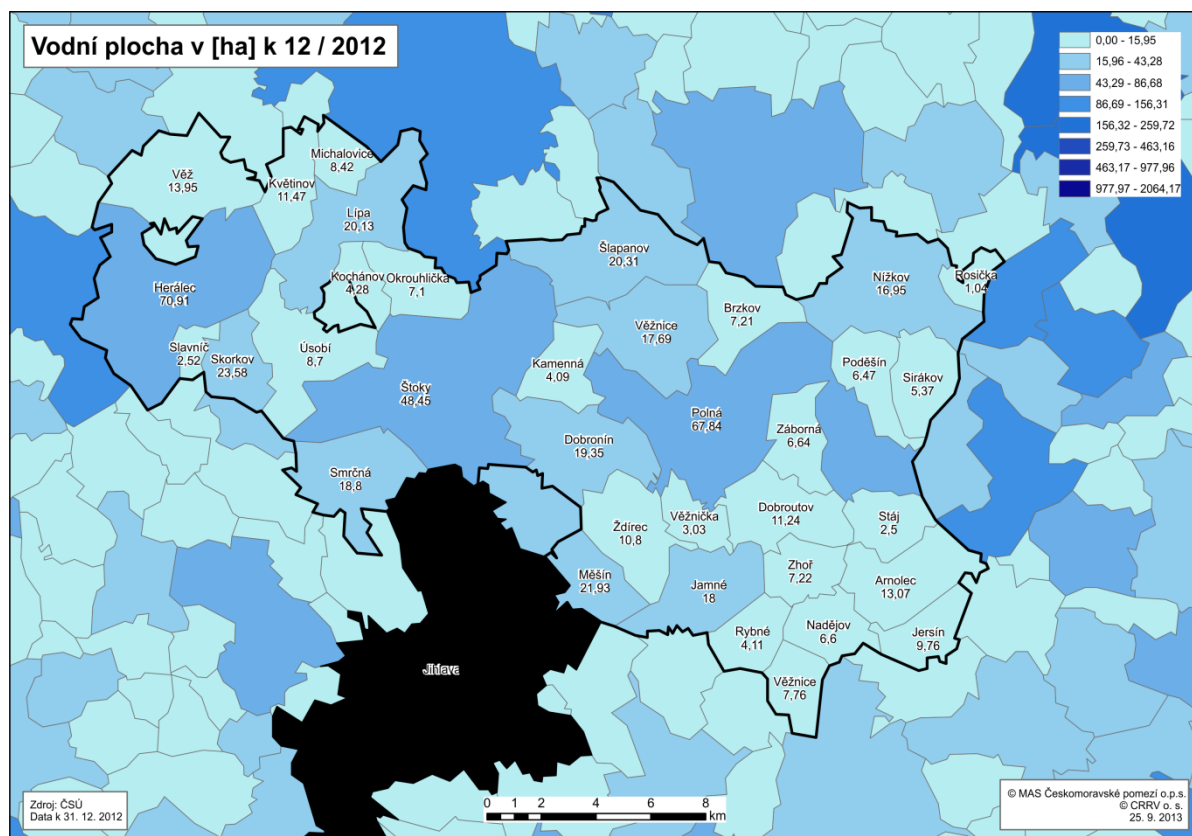 Vodní plocha v [ha] k 12 / 2012
0,00 - 15,95
15,96 - 43,28
43,29 - 86,68
86,69 - 156,31
156,32 - 259,72
259,73 - 463,16
463,17 - 977,96
977,97 - 2064,17
Michalovice
8,42
Věž
13,95
Květinov
11,47
Lípa
20,13
Šlapanov
20,31
Kochánov
4,28
Okrouhlička
7,1
Nížkov
16,95
Rosička
1,04
Herálec
70,91
Brzkov
7,21
Věžnice
17,69
Slavníč
2,52
Skorkov
23,58
Úsobí
8,7
Kamenná
4,09
Poděšín
6,47
Sirákov
5,37
Štoky
48,45
Polná
67,84
Záborná
6,64
Dobronín
19,35
Smrčná
18,8
Ždírec
10,8
Věžnička
3,03
Dobroutov
11,24
Stáj
2,5
Měšín
21,93
Jamné
18
Zhoř
7,22
Arnolec
13,07
Rybné
4,11
Nadějov
6,6
Jersín
9,76
Jihlava
Věžnice
7,76
Zdroj: ČSÚ
Data k 31. 12. 2012
0 1 2 4 6 8
km
© MAS Českomoravské pomezí o.p.s.
© CRRV o. s.
25. 9. 2013